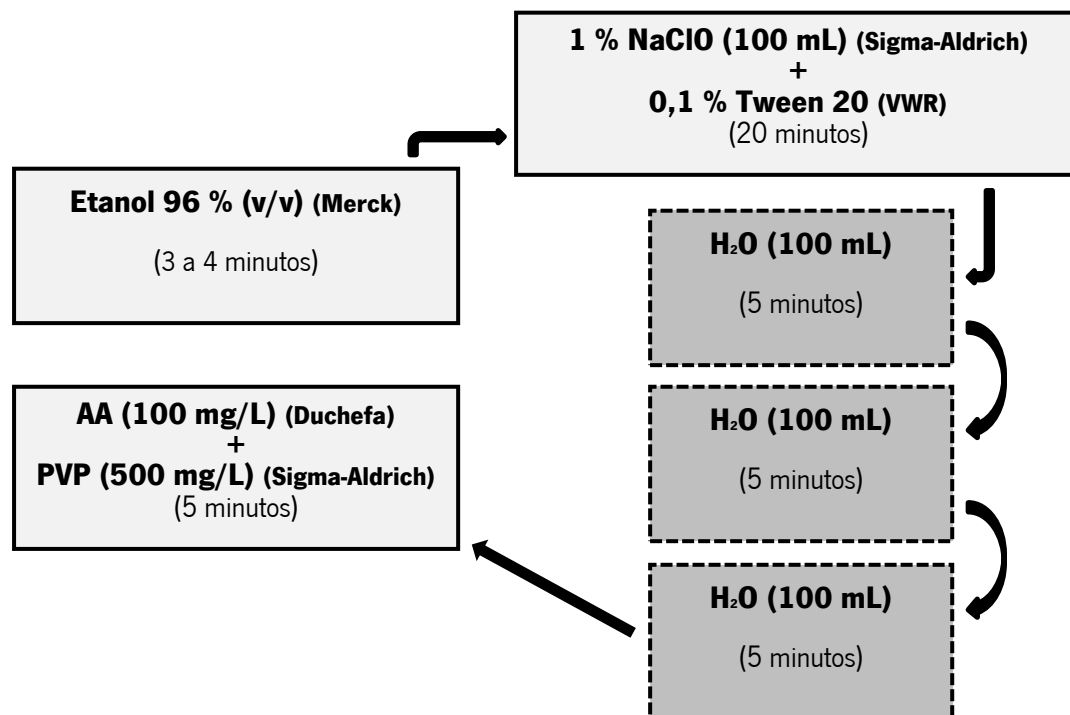 1 % NaClO (100 mL) (Sigma-Aldrich)
+
0,1 % Tween 20 (VWR)
(20 minutos)
Etanol 96 % (v/v) (Merck)
(3 a 4 minutos)
H₂O (100 mL)
(5 minutos)
H₂O (100 mL)
(5 minutos)
H₂O (100 mL)
(5 minutos)
AA (100 mg/L) (Duchefa)
+
PVP (500 mg/L) (Sigma-Aldrich)
(5 minutos)